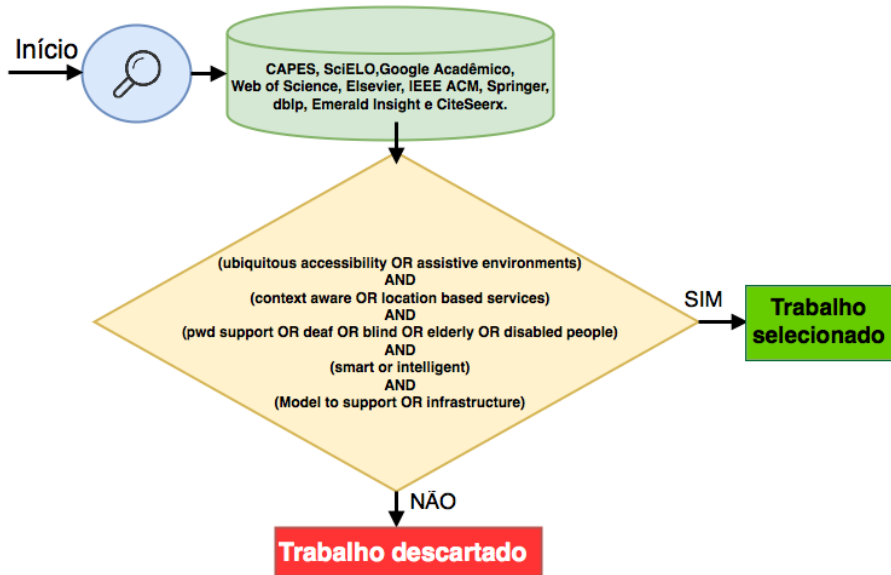 Início
CAPES, SciELO,Google Acadêmico,
Web of Science, Elsevier, IEEE ACM, Springer,
dblp, Emerald Insight e CiteSeerx.
(ubiquitous accessibility OR assistive environments)
AND
(context aware OR location based services)
AND
(pwd support OR deaf OR blind OR elderly OR disabled people)
AND
(smart or intelligent)
AND
(Model to support OR infrastructure)
SIM
Trabalho
selecionado
NÃO
Trabalho descartado